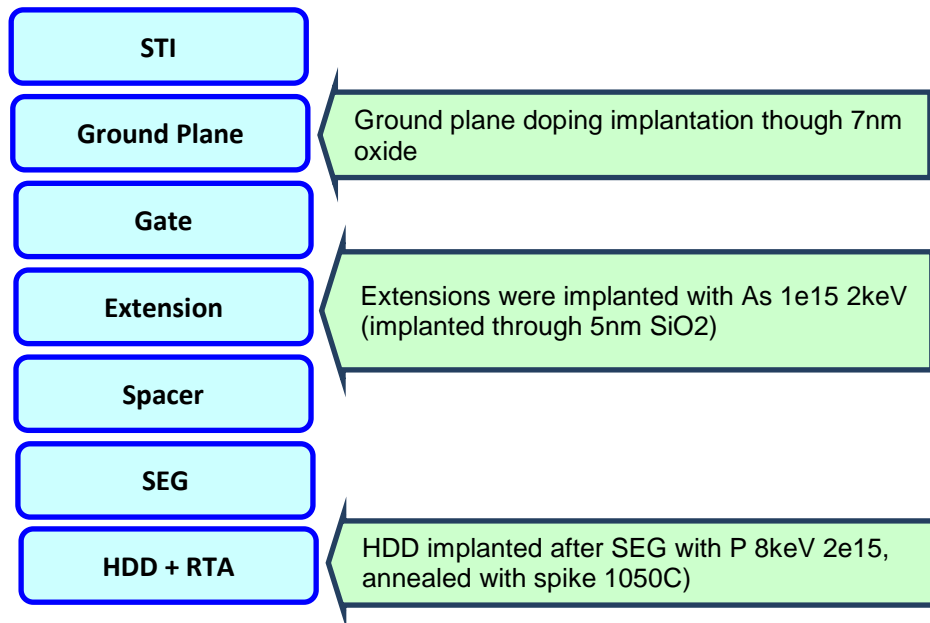 STI
Ground Plane
Ground plane doping implantation though 7nm
oxide
Gate
Extension
Extensions were implanted with As 1e15 2keV
(implanted through 5nm SiO2)
Spacer
SEG
HDD + RTA
HDD implanted after SEG with P 8keV 2e15,
annealed with spike 1050C)